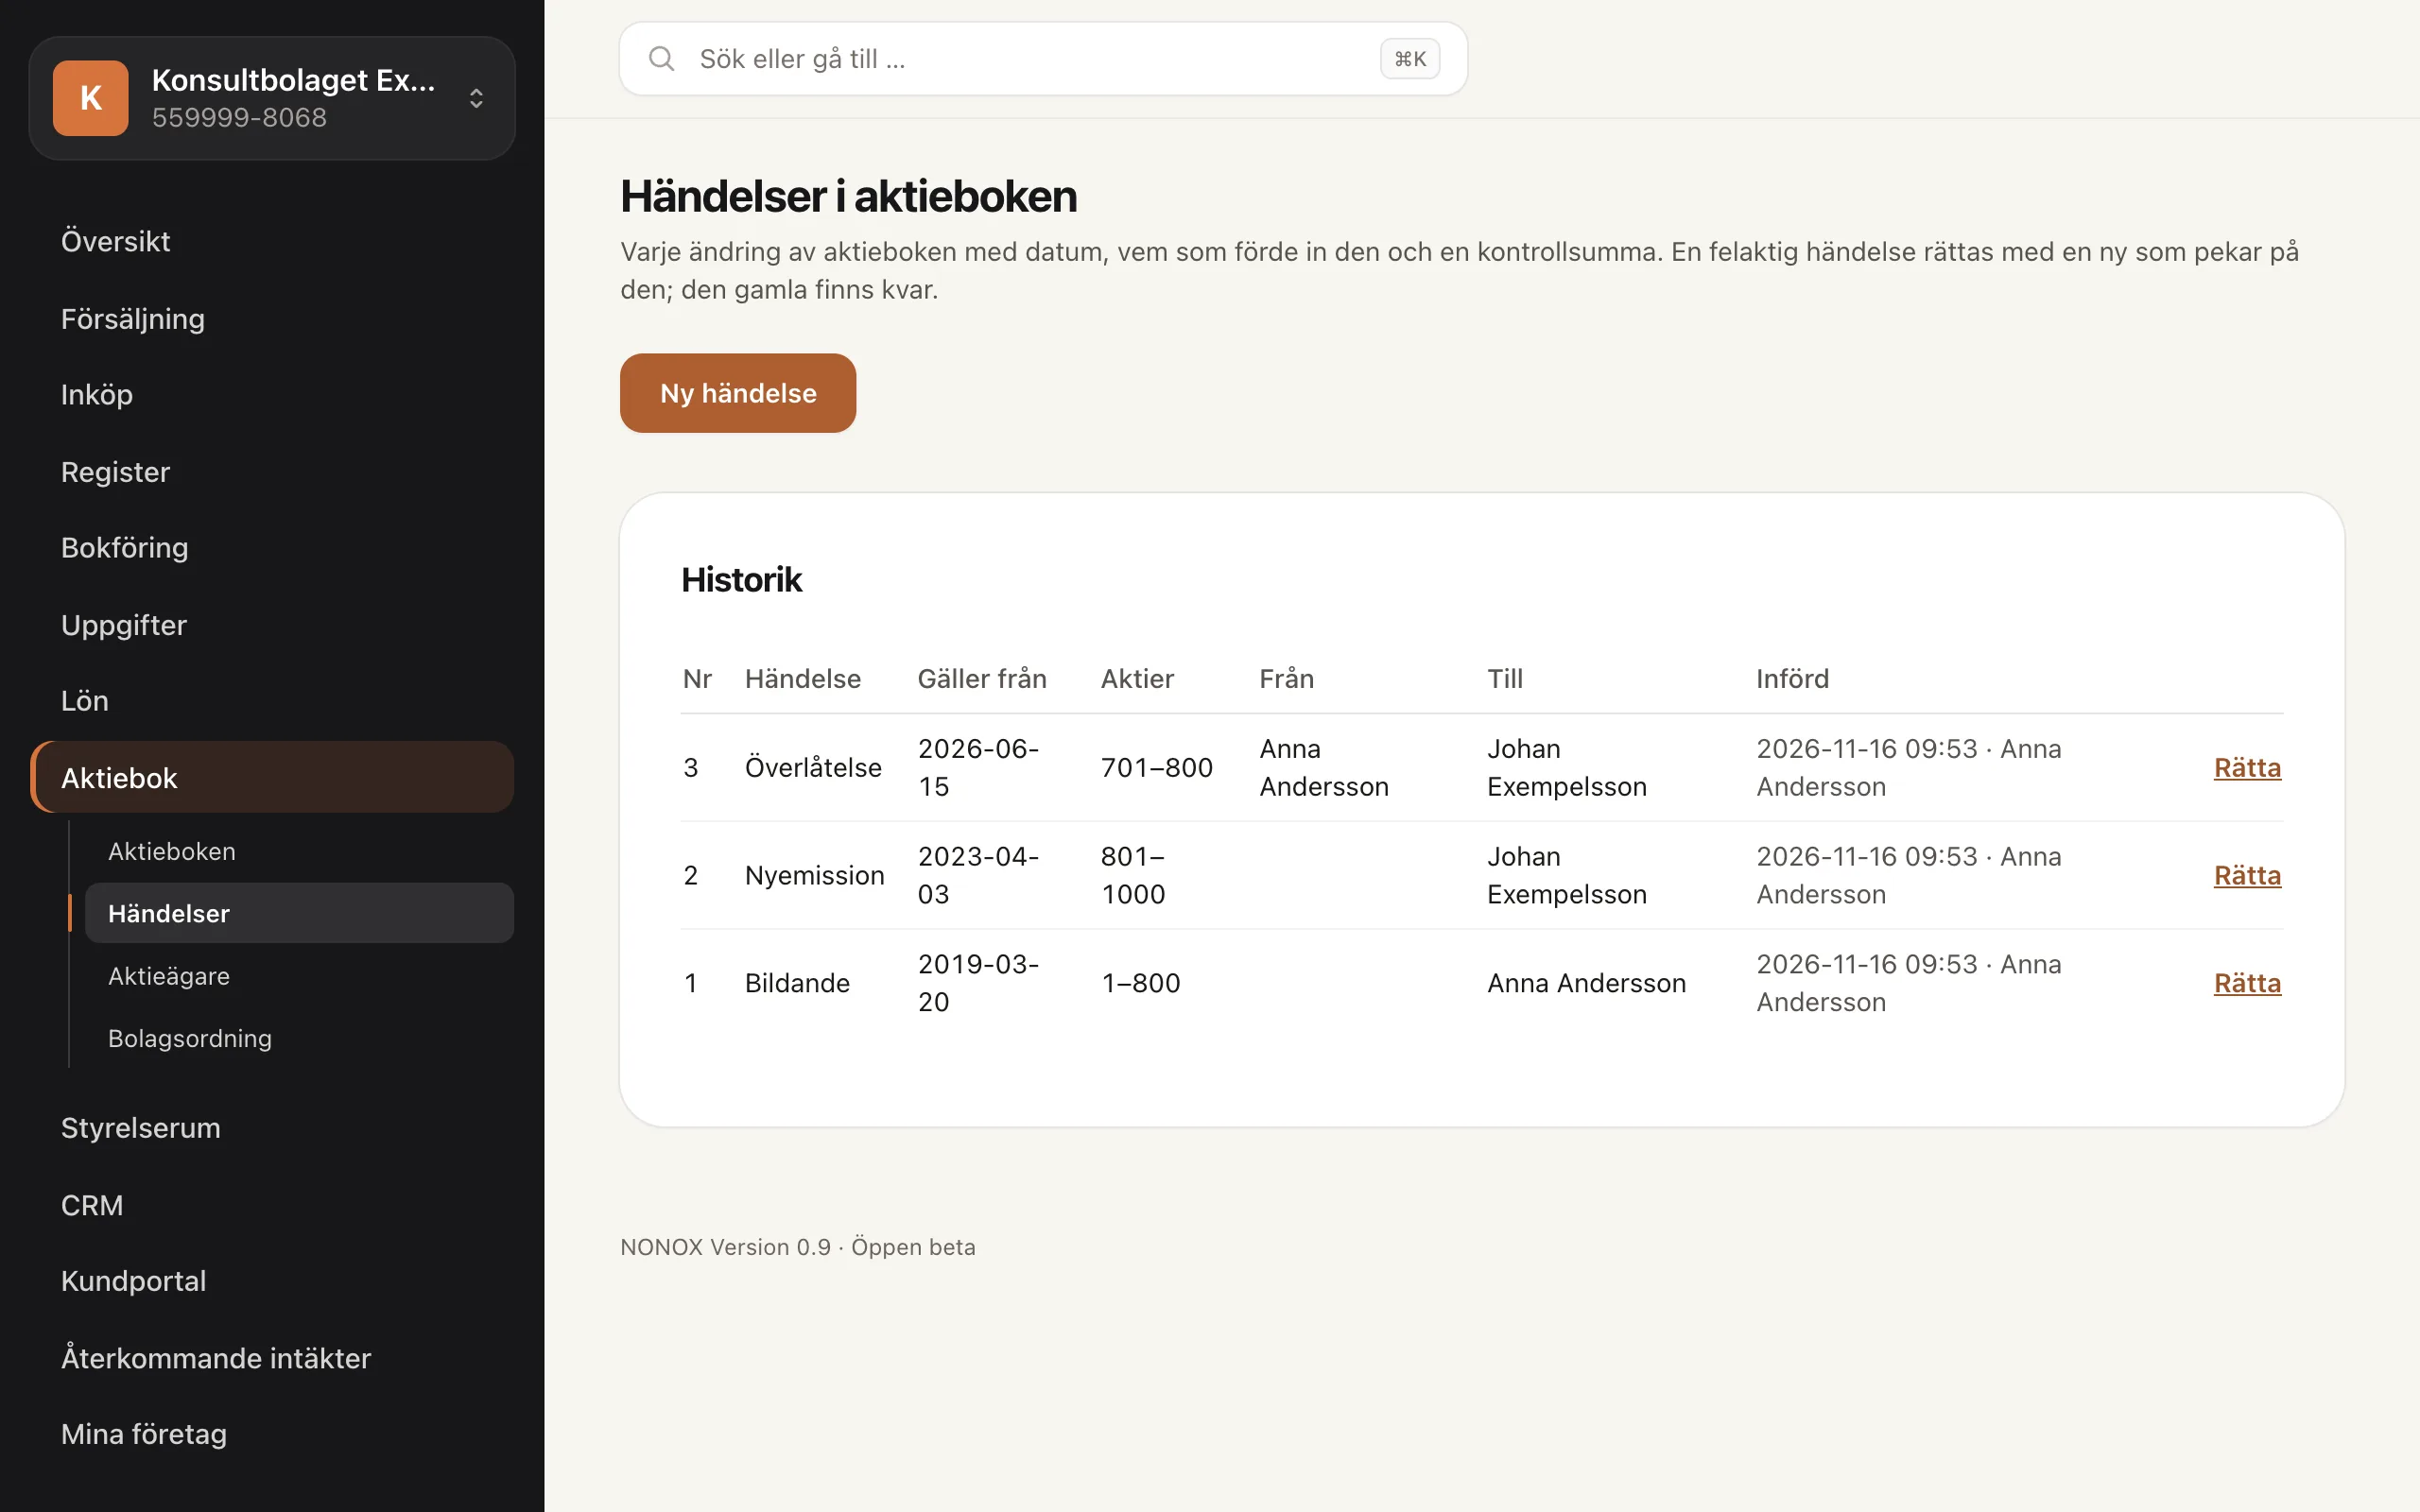 K
Konsultbolaget Ex...
559999-8068
Översikt
Försäljning
Inköp
Register
Bokföring
Uppgifter
Lön
Aktiebok
Aktieboken
Händelser
Aktieägare
Bolagsordning
Styrelserum
CRM
Kundportal
Återkommande intäkter
Mina företag
Sök eller gå till ...
⌘K
Händelser i aktieboken
Varje ändring av aktieboken med datum, vem som förde in den och en kontrollsumma. En felaktig händelse rättas med en ny som pekar på
den; den gamla finns kvar.
Ny händelse
Historik
Nr Händelse Gäller från Aktier Från Till Införd
3 Överlåtelse 2026-06-15 701–800 Anna Andersson Johan Exempelsson 2026-11-16 09:53 · Anna Andersson Rätta
2 Nyemission 2023-04-03 801–1000 Johan Exempelsson 2026-11-16 09:53 · Anna Andersson Rätta
1 Bildande 2019-03-20 1–800 Anna Andersson 2026-11-16 09:53 · Anna Andersson Rätta
NONOX Version 0.9 · Öppen beta